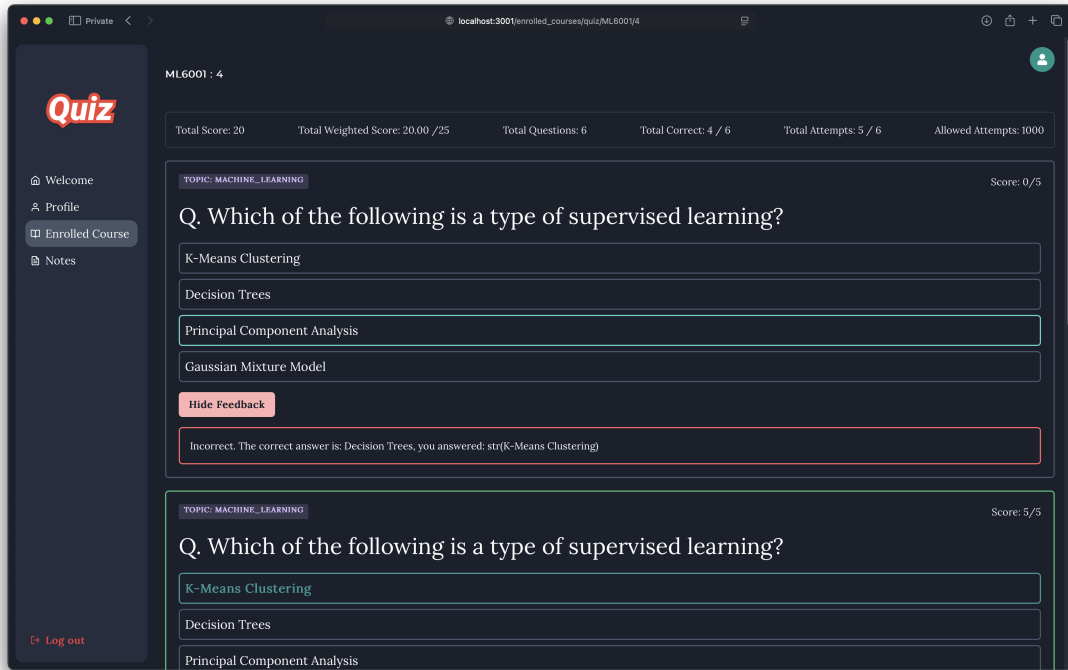 Private
localhost:3001/enrolled_courses/quiz/ML6001/4
Quiz
Welcome
Profile
Enrolled Course
Notes
Log out
ML6001 : 4
Total Score: 20 Total Weighted Score: 20.00 /25 Total Questions: 6 Total Correct: 4 / 6 Total Attempts: 5 / 6 Allowed Attempts: 1000
TOPIC: MACHINE_LEARNING
Score: 0/5
Q. Which of the following is a type of supervised learning?
K-Means Clustering
Decision Trees
Principal Component Analysis
Gaussian Mixture Model
Hide Feedback
Incorrect. The correct answer is: Decision Trees, you answered: str(K-Means Clustering)
TOPIC: MACHINE_LEARNING
Score: 5/5
Q. Which of the following is a type of supervised learning?
K-Means Clustering
Decision Trees
Principal Component Analysis